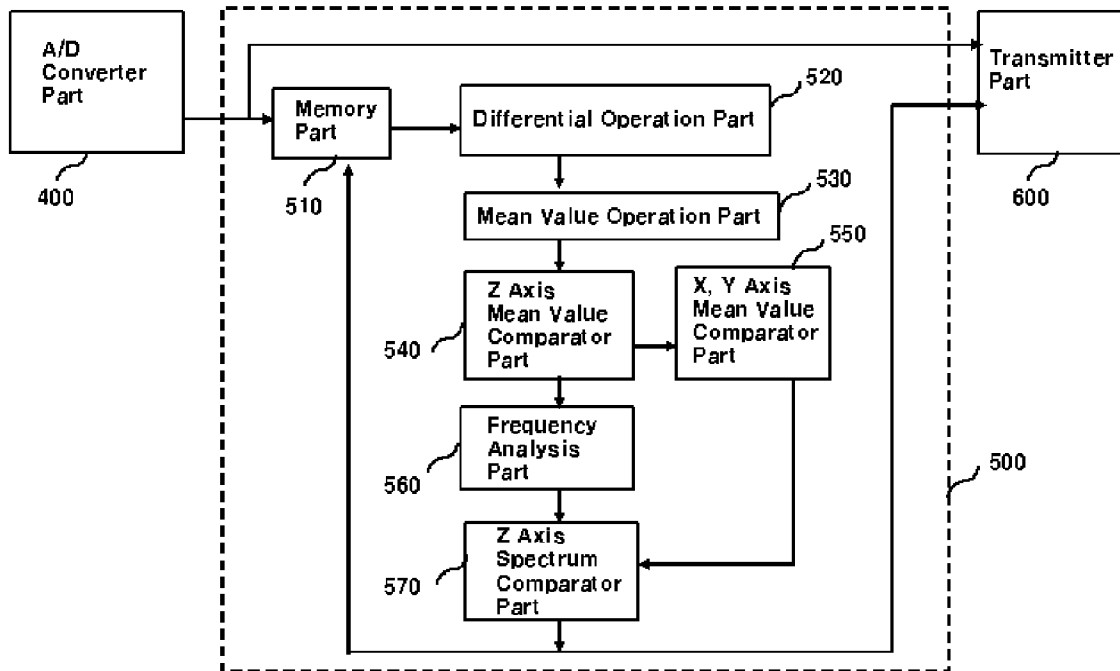 A/D
Converter
Part
400
Memory
Part
510
Differential Operation Part
520
Transmitter
Part
600
Mean Value Operation Part
530
Z Axis
Mean Value
Comparator
Part
540
X, Y Axis
Mean Value
Comparator
Part
550
Frequency
Analysis
Part
560
500
Z Axis
Spectrum
Comparator
Part
570